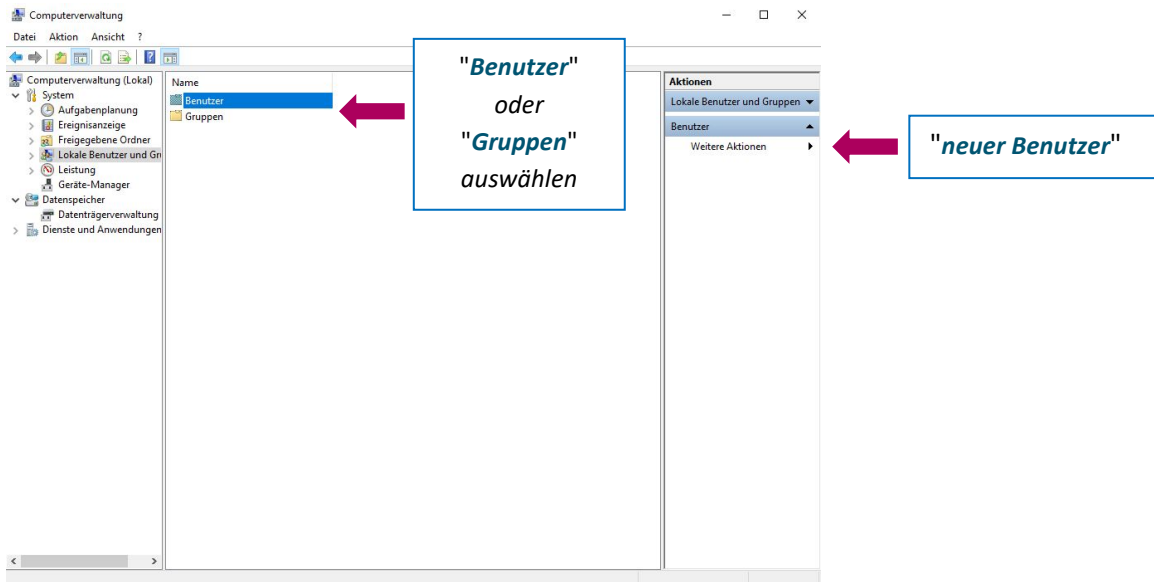 Computerverwaltung
Datei Aktion Ansicht ?
Computerverwaltung (Lokal)
System
Aufgabenplanung
Ereignisanzeige
Freigegebene Ordner
Lokale Benutzer und Gru
Leistung
Geräte-Manager
Datenspeicher
Datenträgerverwaltung
Dienste und Anwendungen
Name
Benutzer
Gruppen
"Benutzer"
oder
"Gruppen"
auswählen
Aktionen
Lokale Benutzer und Gruppen
Benutzer
Weitere Aktionen
"neuer Benutzer"